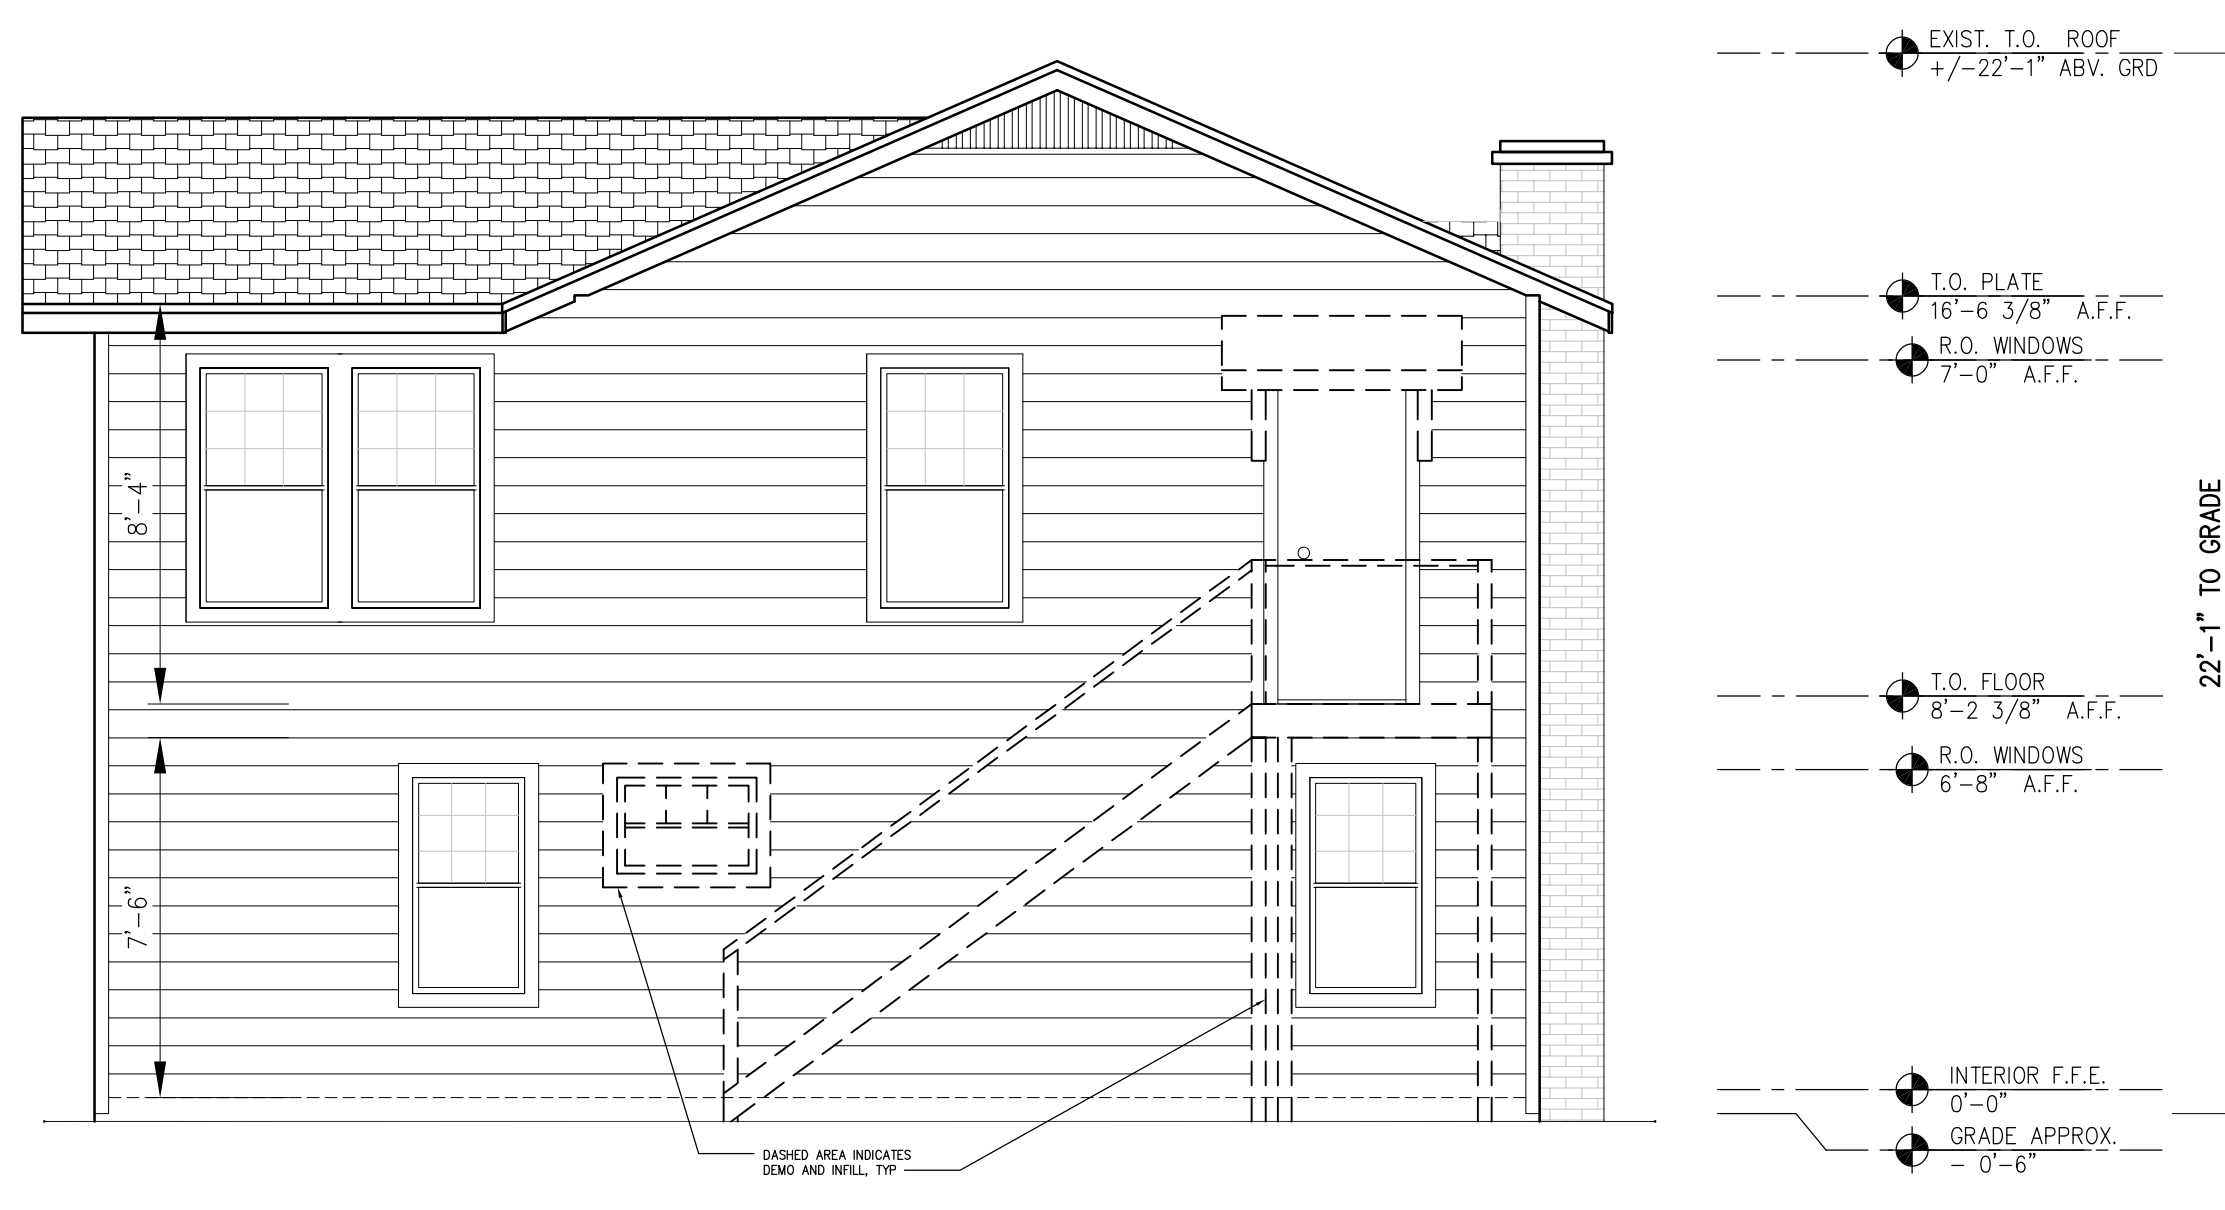 EXIST. T.O. ROOF
+/-22'-1" ABV. GRD
T.O. PLATE
16'-6 3/8" A.F.F.
R.O. WINDOWS
7'-0" A.F.F.
8'-4"
22'-1" TO GRADE
T.O. FLOOR
8'-2 3/8" A.F.F.
R.O. WINDOWS
6'-8" A.F.F.
7'-6"
INTERIOR F.F.E.
0'-0"
GRADE APPROX.
- 0'-6"
DASHED AREA INDICATES
DEMO AND INFILL, TYP